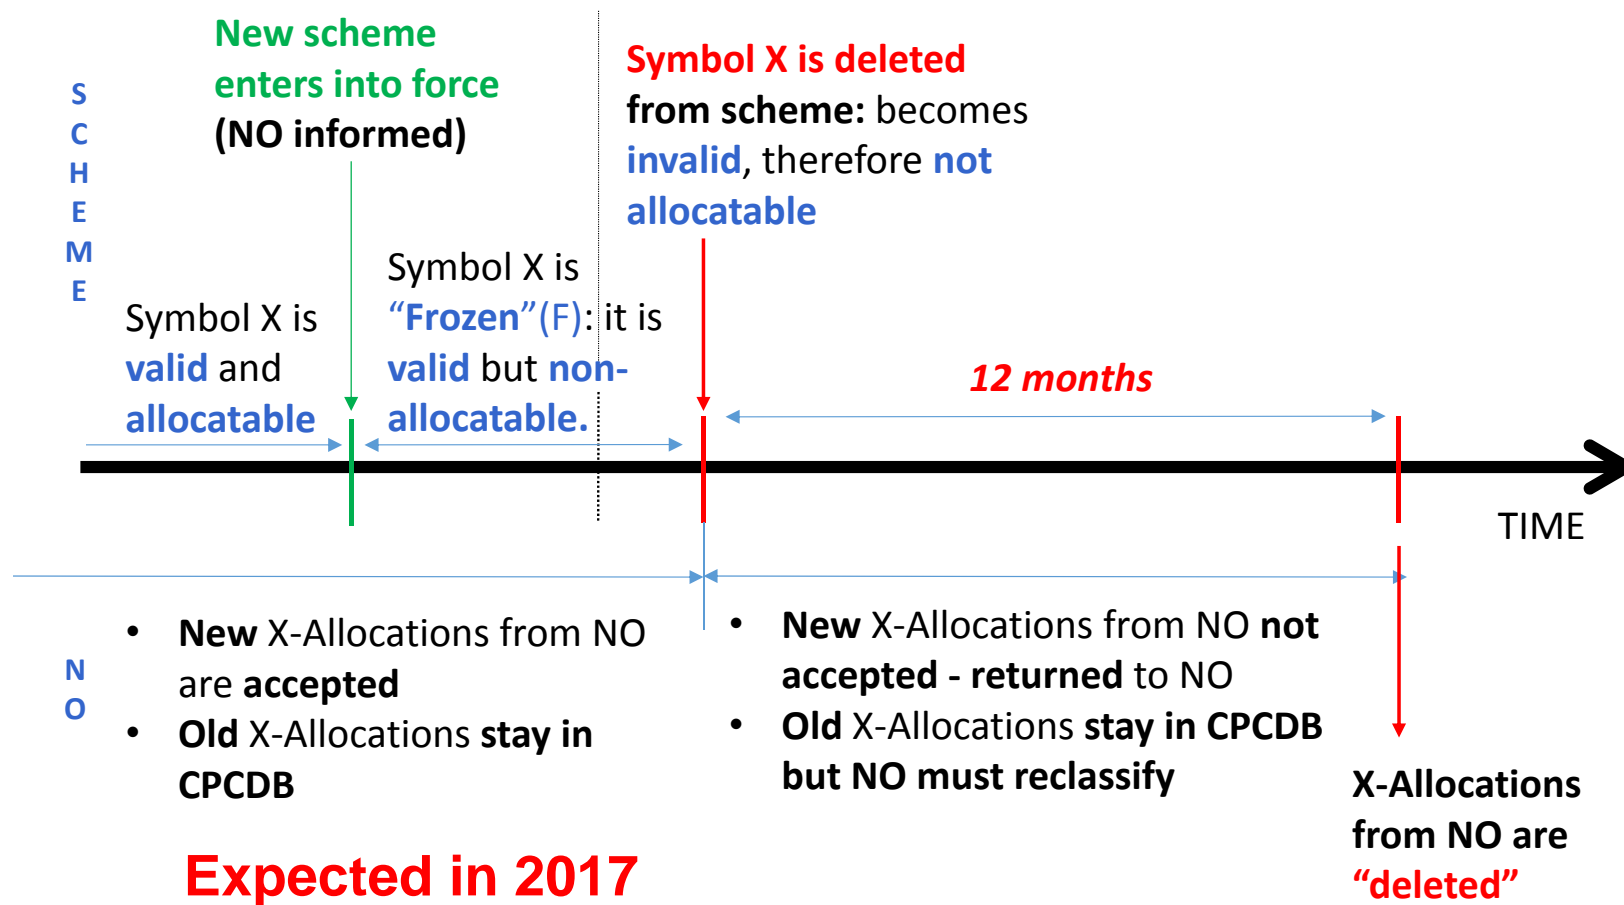 SCHEME
New scheme
enters into force
(NO informed)
Symbol X is deleted
from scheme: becomes
invalid, therefore not
allocatable
Symbol X is
valid and
allocatable
Symbol X is
“Frozen”(F): it is
valid but non-
allocatable.
12 months
TIME
NO
• New X-Allocations from NO
are accepted
• Old X-Allocations stay in
CPCDB
• New X-Allocations from NO not
accepted - returned to NO
• Old X-Allocations stay in CPCDB
but NO must reclassify
X-Allocations
from NO are
“deleted”
Expected in 2017